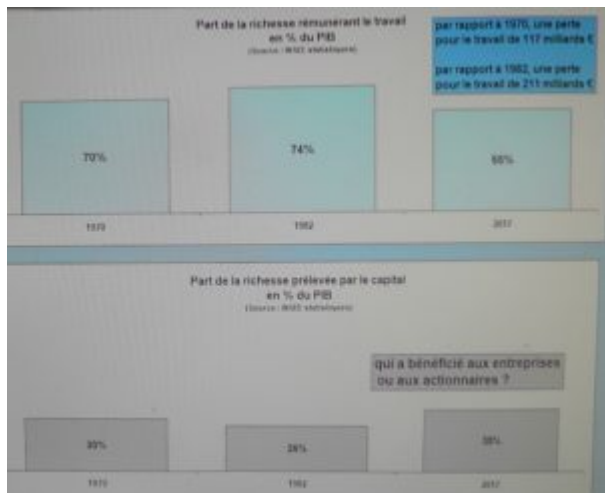 Part de la richesse rémunérant le travail
en % du PIB
par rapport à 1970, une perte
pour le travail de 117 milliards €
par rapport à 1982, une perte
pour le travail de 211 milliards €
70%
74%
1970
1982
2017
Part de la richesse prélevée par le capital
en % du PIB
qui a bénéficié aux entreprises
ou aux actionnaires ?
30%
26%
1970
1982
2017